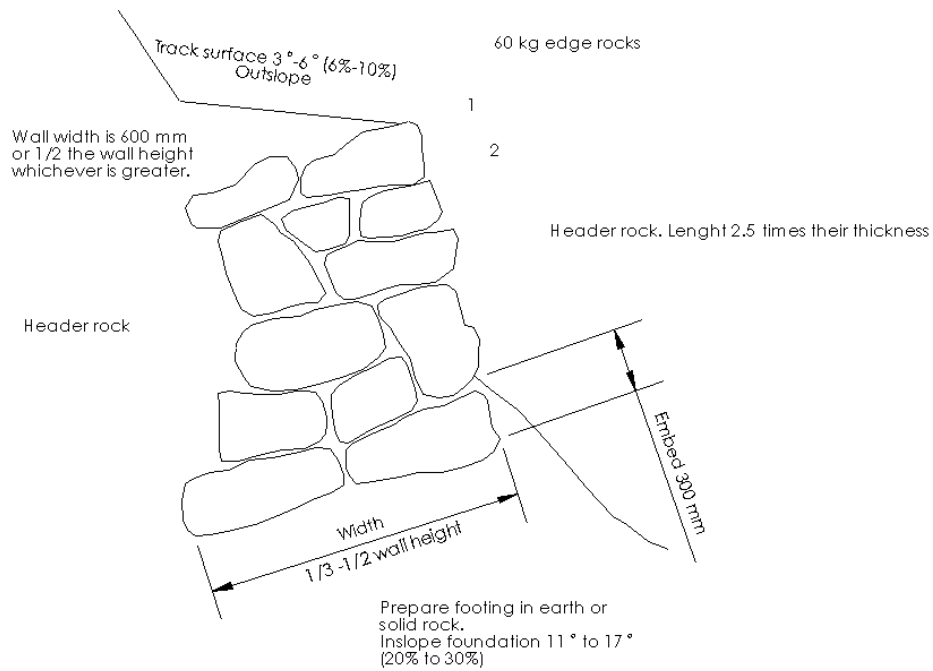 Track surface 3°-6° (6%-10%)
Outslope
60 kg edge rocks
1
2
Wall width is 600 mm
or 1/2 the wall height
whichever is greater.
Header rock. Lenght 2.5 times their thickness
Header rock
Embed 300 mm
Width
1/3 -1/2 wall height
Prepare footing in earth or
solid rock.
Inslope foundation 11° to 17°
(20% to 30%)